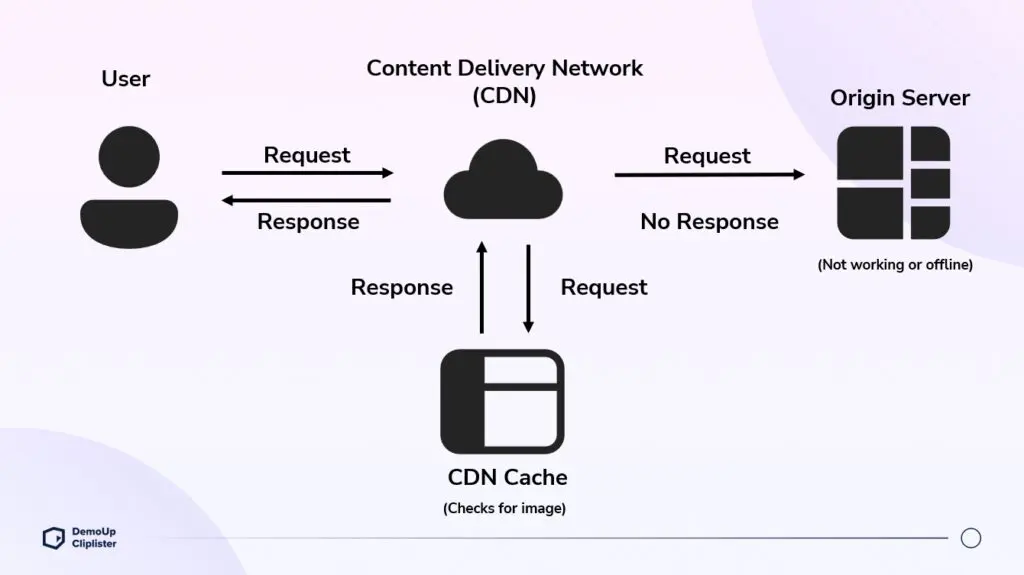 User
Content Delivery Network
(CDN)
Origin Server
Request
Response
Request
No Response
(Not working or offline)
Response
Request
CDN Cache
(Checks for image)
DemoUp
Cliplister